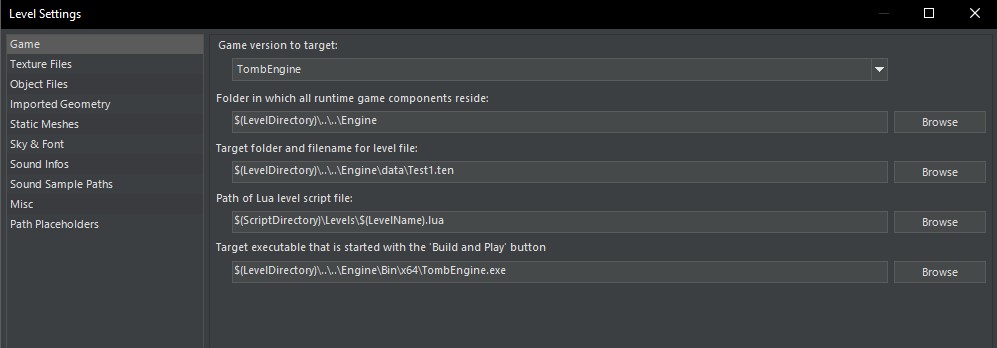 Level Settings
Game
Texture Files
Object Files
Imported Geometry
Static Meshes
Sky & Font
Sound Infos
Sound Sample Paths
Misc
Path Placeholders
Game version to target:
TombEngine
Folder in which all runtime game components reside:
$(LevelDirectory)\..\..\Engine
Browse
Target folder and filename for level file:
$(LevelDirectory)\..\..\Engine\data\Test1.ten
Browse
Path of Lua level script file:
$(ScriptDirectory)\Levels\$(LevelName).lua
Browse
Target executable that is started with the 'Build and Play' button
$(LevelDirectory)\..\..\Engine\Bin\x64\TombEngine.exe
Browse